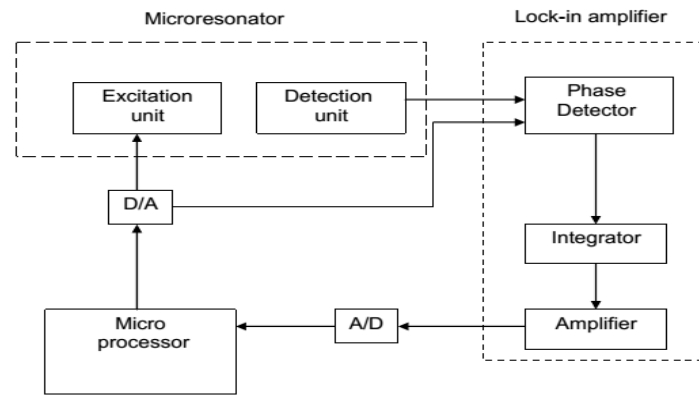 Microresonator
Lock-in amplifier
Excitation
unit
Detection
unit
Phase
Detector
D/A
Integrator
Micro
processor
A/D
Amplifier